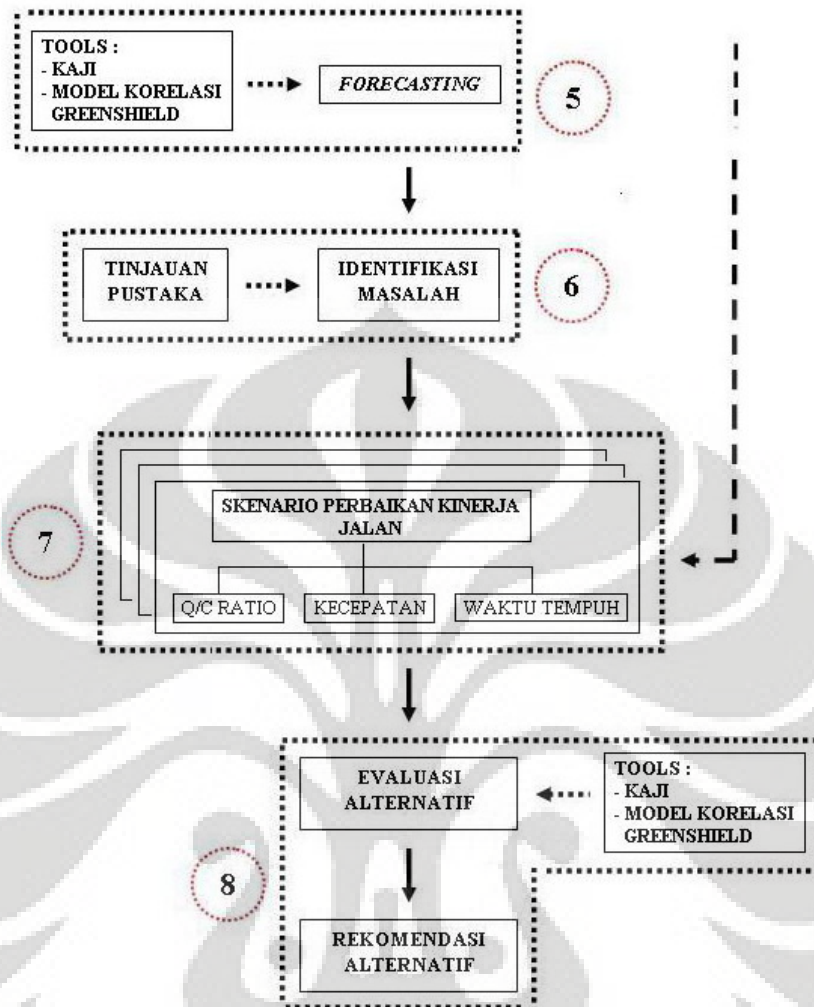 TOOLS :
- KAJI
- MODEL KORELASI
GREENSHIELD
FORECASTING
5
TINJAUAN
PUSTAKA
IDENTIFIKASI
MASALAH
6
7
SKENARIO PERBAIKAN KINERJA
JALAN
Q/C RATIO
KECEPATAN
WAKTU TEMPUH
EVALUASI
ALTERNATIF
TOOLS :
- KAJI
- MODEL KORELASI
GREENSHIELD
8
REKOMENDASI
ALTERNATIF